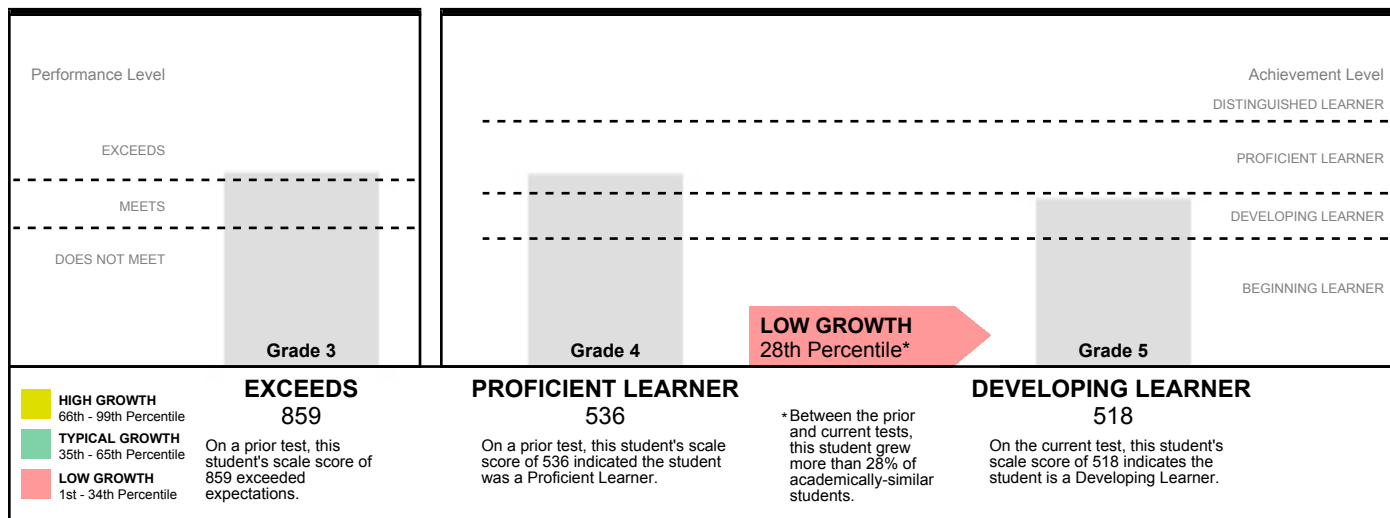 Performance Level
EXCEEDS
MEETS
DOES NOT MEET
Grade 3
Achievement Level
DISTINGUISHED LEARNER
PROFICIENT LEARNER
DEVELOPING LEARNER
BEGINNING LEARNER
Grade 4
LOW GROWTH
28th Percentile*
Grade 5
HIGH GROWTH
66th - 99th Percentile
TYPICAL GROWTH
35th - 65th Percentile
LOW GROWTH
1st - 34th Percentile
EXCEEDS
859
On a prior test, this
student's scale score of
859 exceeded
expectations.
PROFICIENT LEARNER
536
On a prior test, this student's scale
score of 536 indicated the student
was a Proficient Learner.
* Between the prior
and current tests,
this student grew
more than 28% of
academically-similar
students.
DEVELOPING LEARNER
518
On the current test, this student's
scale score of 518 indicates the
student is a Developing Learner.